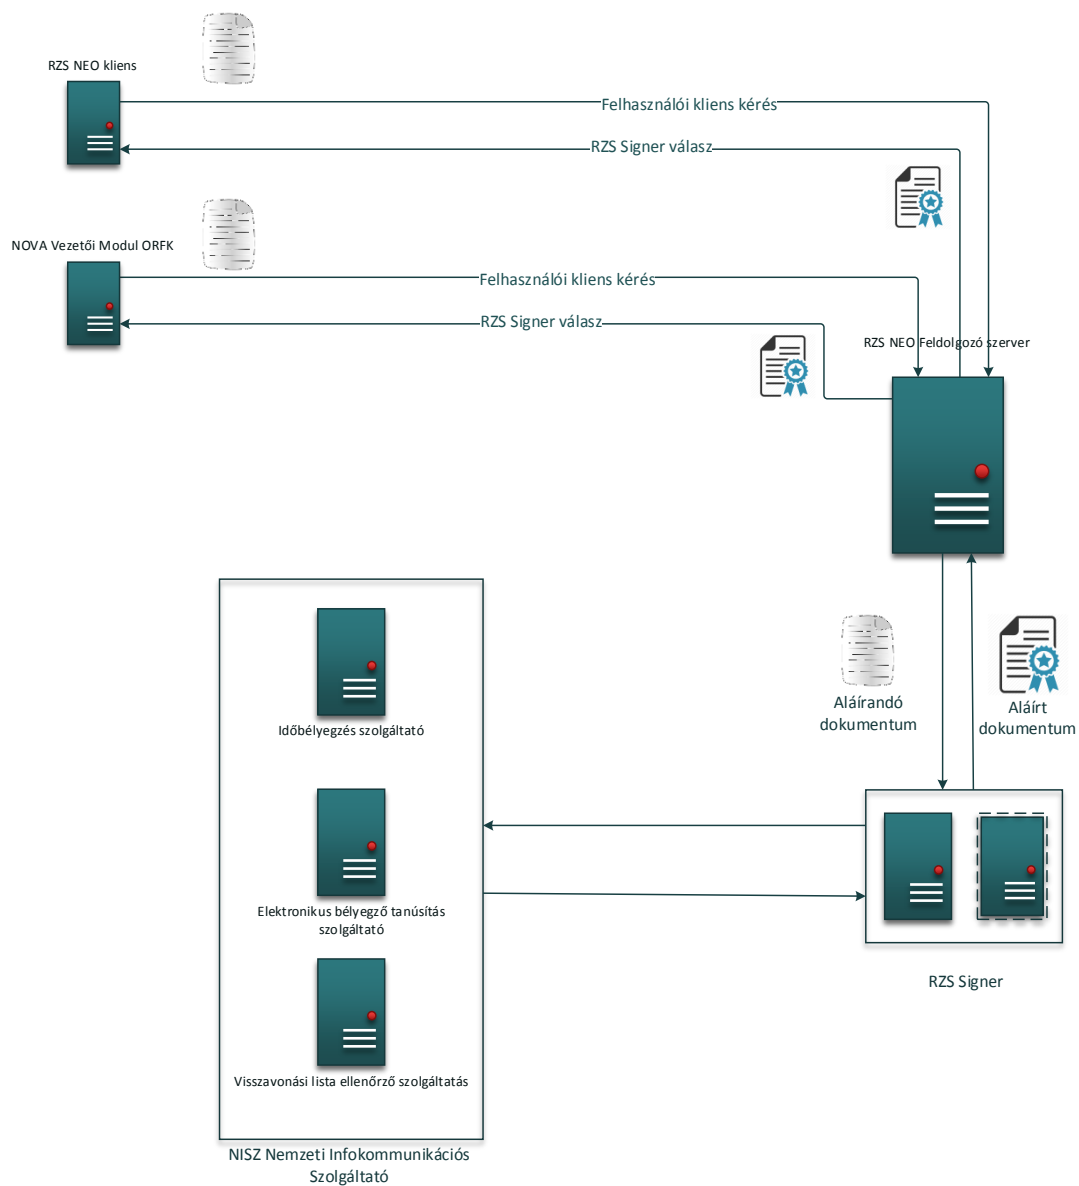 RZS NEO kliens
Felhasználói kliens kérés
RZS Signer válasz
NOVA Vezetői Modul ORFK
Felhasználói kliens kérés
RZS Signer válasz
RZS NEO Feldolgozó szerver
Aláírandó
dokumentum
Aláírt
dokumentum
Időbélyegzés szolgáltató
Elektronikus bélyegző tanúsítás
szolgáltató
RZS Signer
Visszavonási lista ellenőrző szolgáltatás
NISZ Nemzeti Infokommunikációs
Szolgáltató